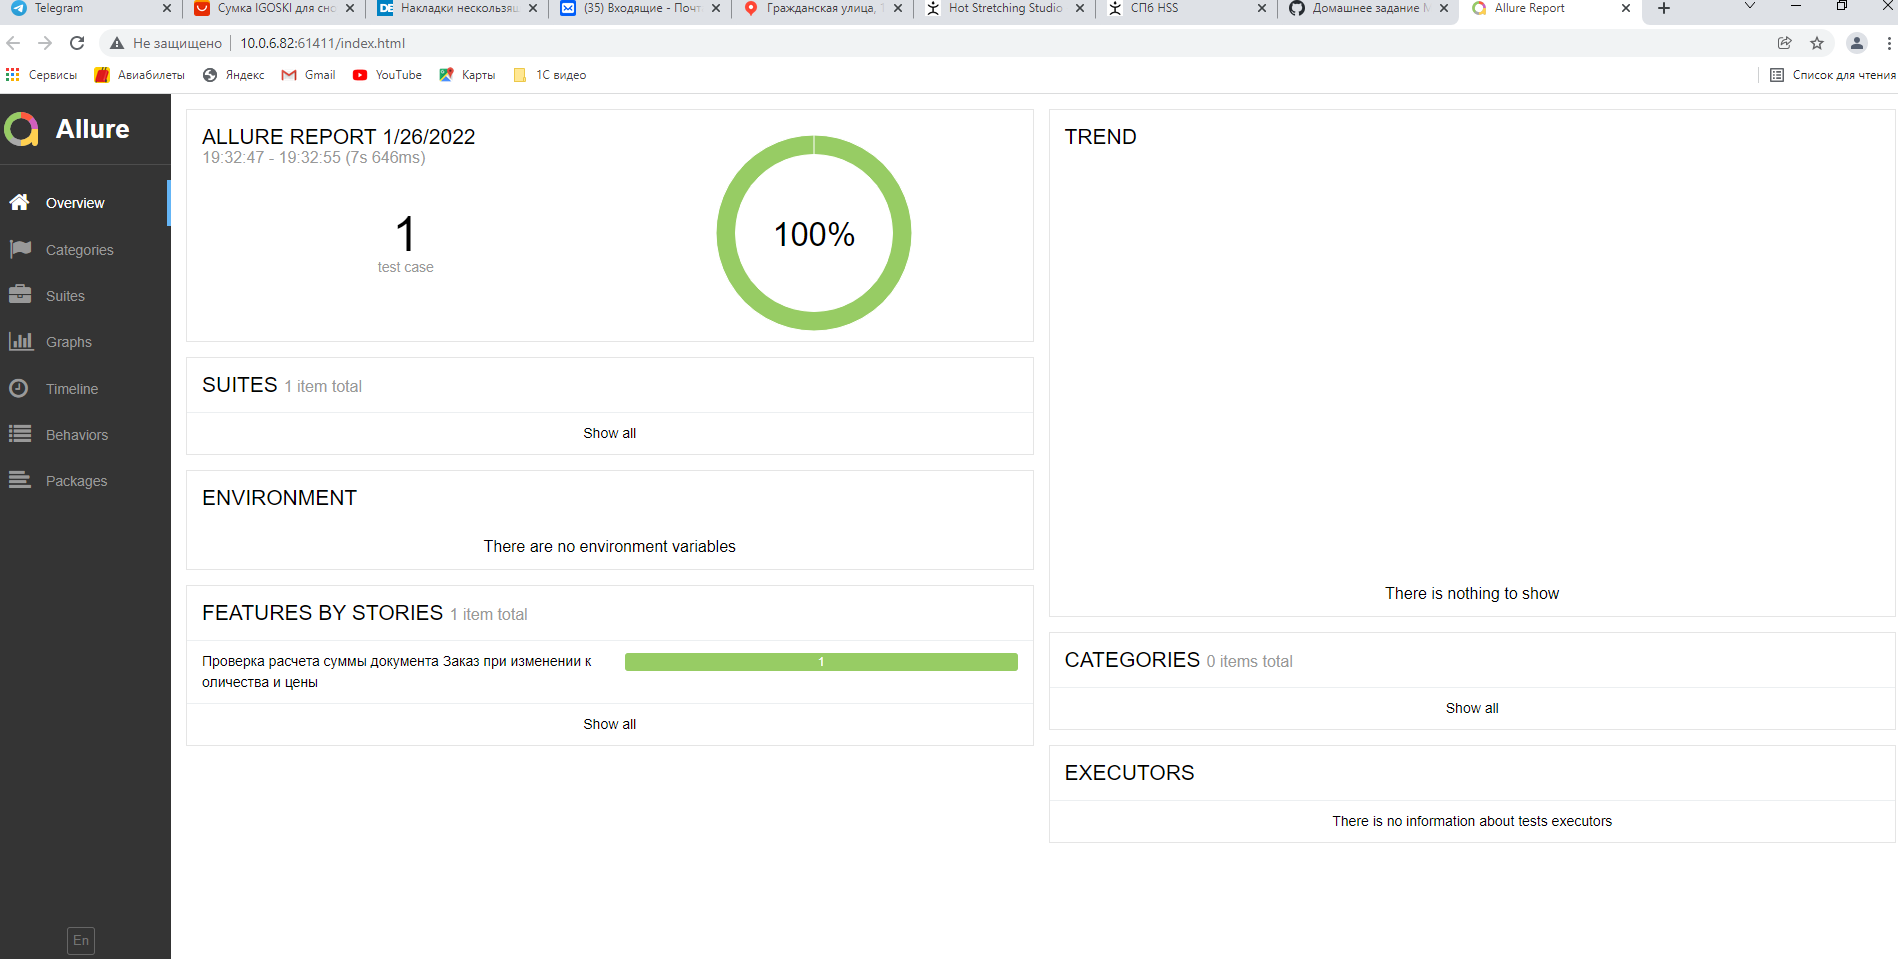 Telegram
Сумка IGOSKI для сно
Накладки нескользящ
(35) Входящие - Почт
Гражданская улица, 1
Hot Stretching Studio
СПб HSS
Домашнее задание М
Allure Report
Не защищено
10.0.6.82:61411/index.html
Сервисы
Авиабилеты
Яндекс
Gmail
YouTube
Карты
1С видео
Список для чтения
Allure
Overview
Categories
Suites
Graphs
Timeline
Behaviors
Packages
En
ALLURE REPORT 1/26/2022
19:32:47 - 19:32:55 (7s 646ms)
1
test case
100%
SUITES 1 item total
Show all
ENVIRONMENT
There are no environment variables
FEATURES BY STORIES 1 item total
Проверка расчета суммы документа Заказ при изменении к
оличества и цены
1
Show all
TREND
There is nothing to show
CATEGORIES 0 items total
Show all
EXECUTORS
There is no information about tests executors